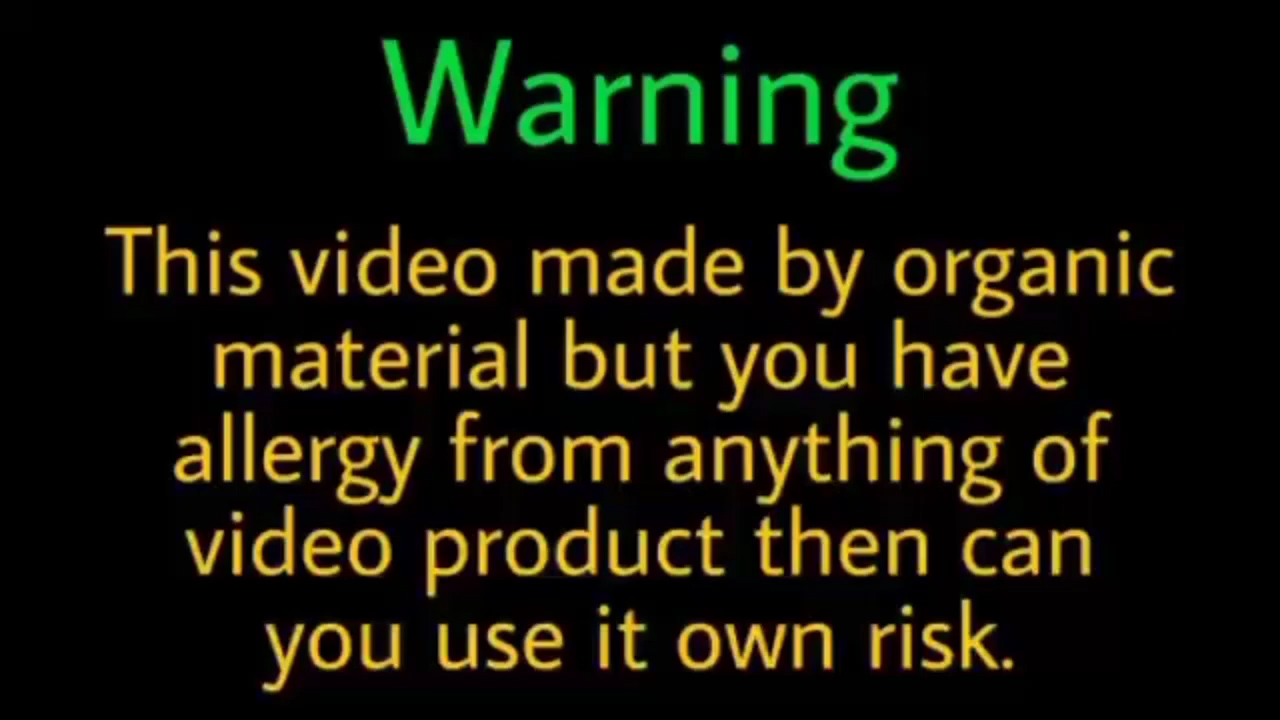 Warning
This video made by organic
material but you have
allergy from anything of
video product then can
you use it own risk.